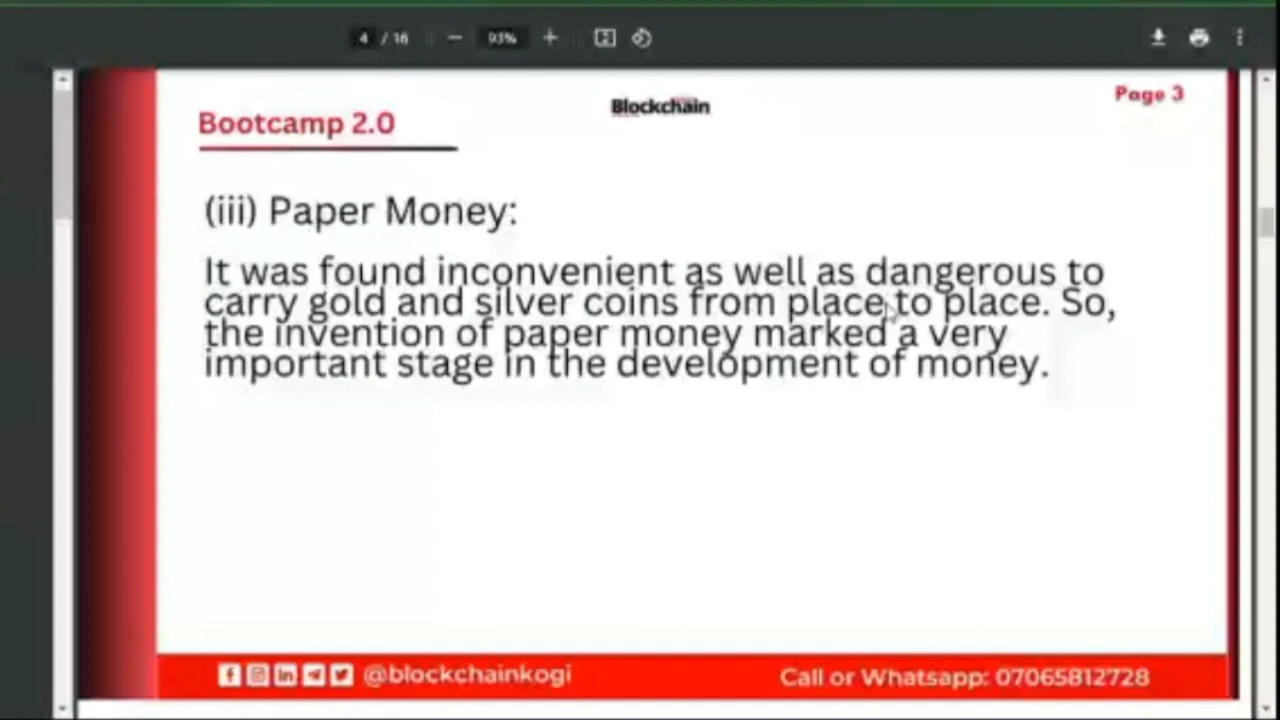 4 / 16
93%
Blockchain
Page 3
Bootcamp 2.0
(iii) Paper Money:
It was found inconvenient as well as dangerous to
carry gold and silver coins from place to place. So,
the invention of paper money marked a very
important stage in the development of money.
@blockchainkogi
Call or Whatsapp: 07065812728